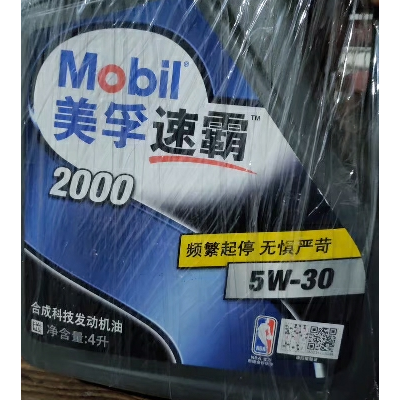 Mobil
美孚速霸™
2000
频繁起停 无惧严苛
5W-30
合成科技发动机油
净含量:4升
NBA